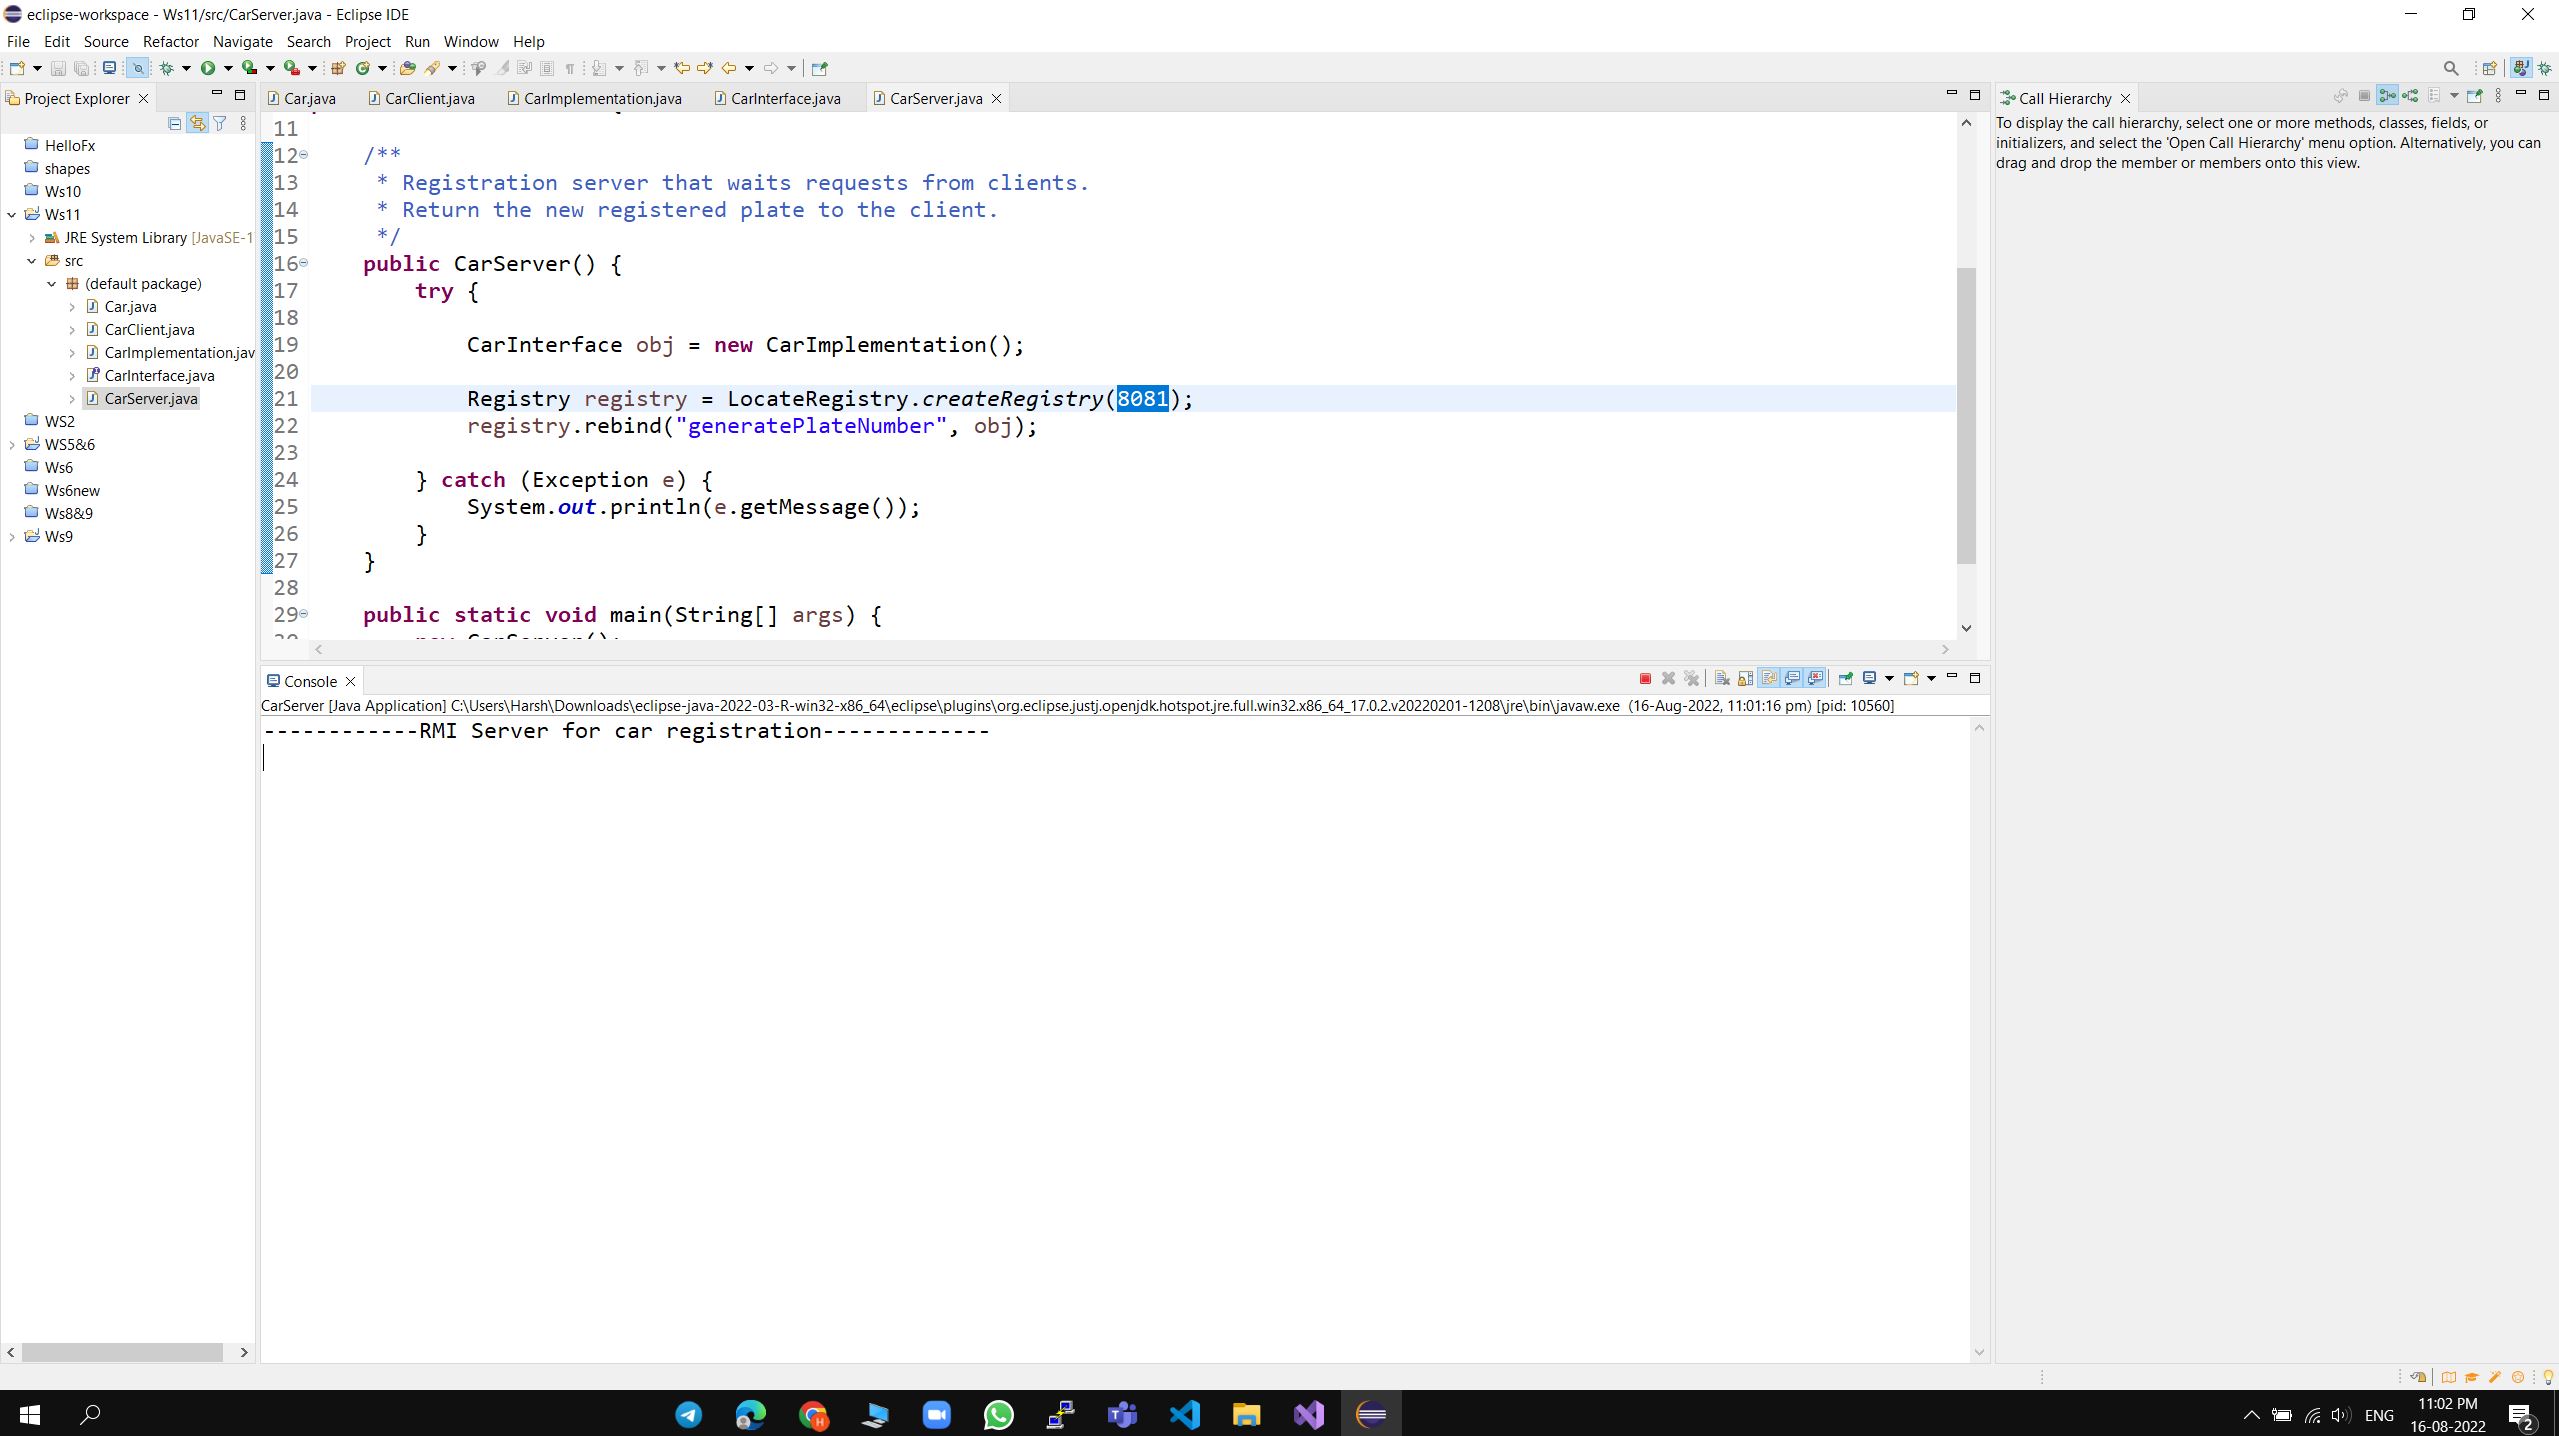 eclipse-workspace - Ws11/src/CarServer.java - Eclipse IDE
File Edit Source Refactor Navigate Search Project Run Window Help
Project Explorer
HelloFx
shapes
Ws10
Ws11
JRE System Library [JavaSE-1
src
(default package)
Car.java
CarClient.java
CarImplementation.jav
CarInterface.java
CarServer.java
WS2
WS5&6
Ws6
Ws6new
Ws8&9
Ws9
Car.java CarClient.java CarImplementation.java CarInterface.java CarServer.java
11
12 /**
13 * Registration server that waits requests from clients.
14 * Return the new registered plate to the client.
15 */
16 public CarServer() {
17 try {
18
19 CarInterface obj = new CarImplementation();
20
21 Registry registry = LocateRegistry.createRegistry(8081);
22 registry.rebind("generatePlateNumber", obj);
23
24 } catch (Exception e) {
25 System.out.println(e.getMessage());
26 }
27 }
28
29 public static void main(String[] args) {
30 new CarServer();
Console
CarServer [Java Application] C:\Users\Harsh\Downloads\eclipse-java-2022-03-R-win32-x86_64\eclipse\plugins\org.eclipse.justj.openjdk.hotspot.jre.full.win32.x86_64_17.0.2.v20220201-1208\jre\bin\javaw.exe (16-Aug-2022, 11:01:16 pm) [pid: 10560]
------------RMI Server for car registration-------------
Call Hierarchy
To display the call hierarchy, select one or more methods, classes, fields, or
initializers, and select the 'Open Call Hierarchy' menu option. Alternatively, you can
drag and drop the member or members onto this view.
ENG
11:02 PM
16-08-2022
2